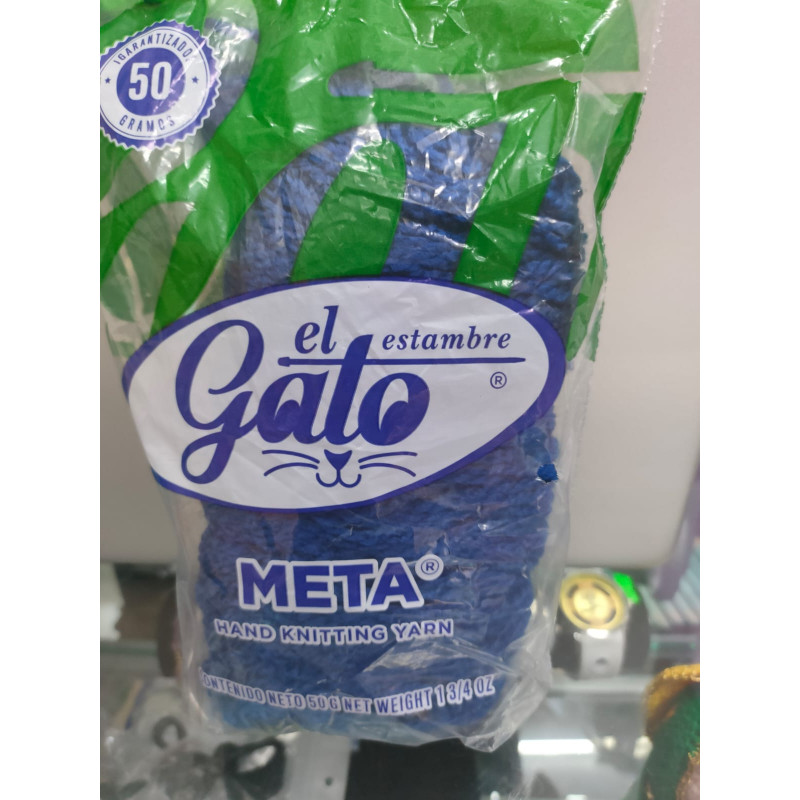 ¡GARANTIZADO!
50
GRAMOS
el
estambre
Gato
®
META®
HAND KNITTING YARN
CONTENIDO NETO 50 G NET WEIGHT 1 3/4 OZ